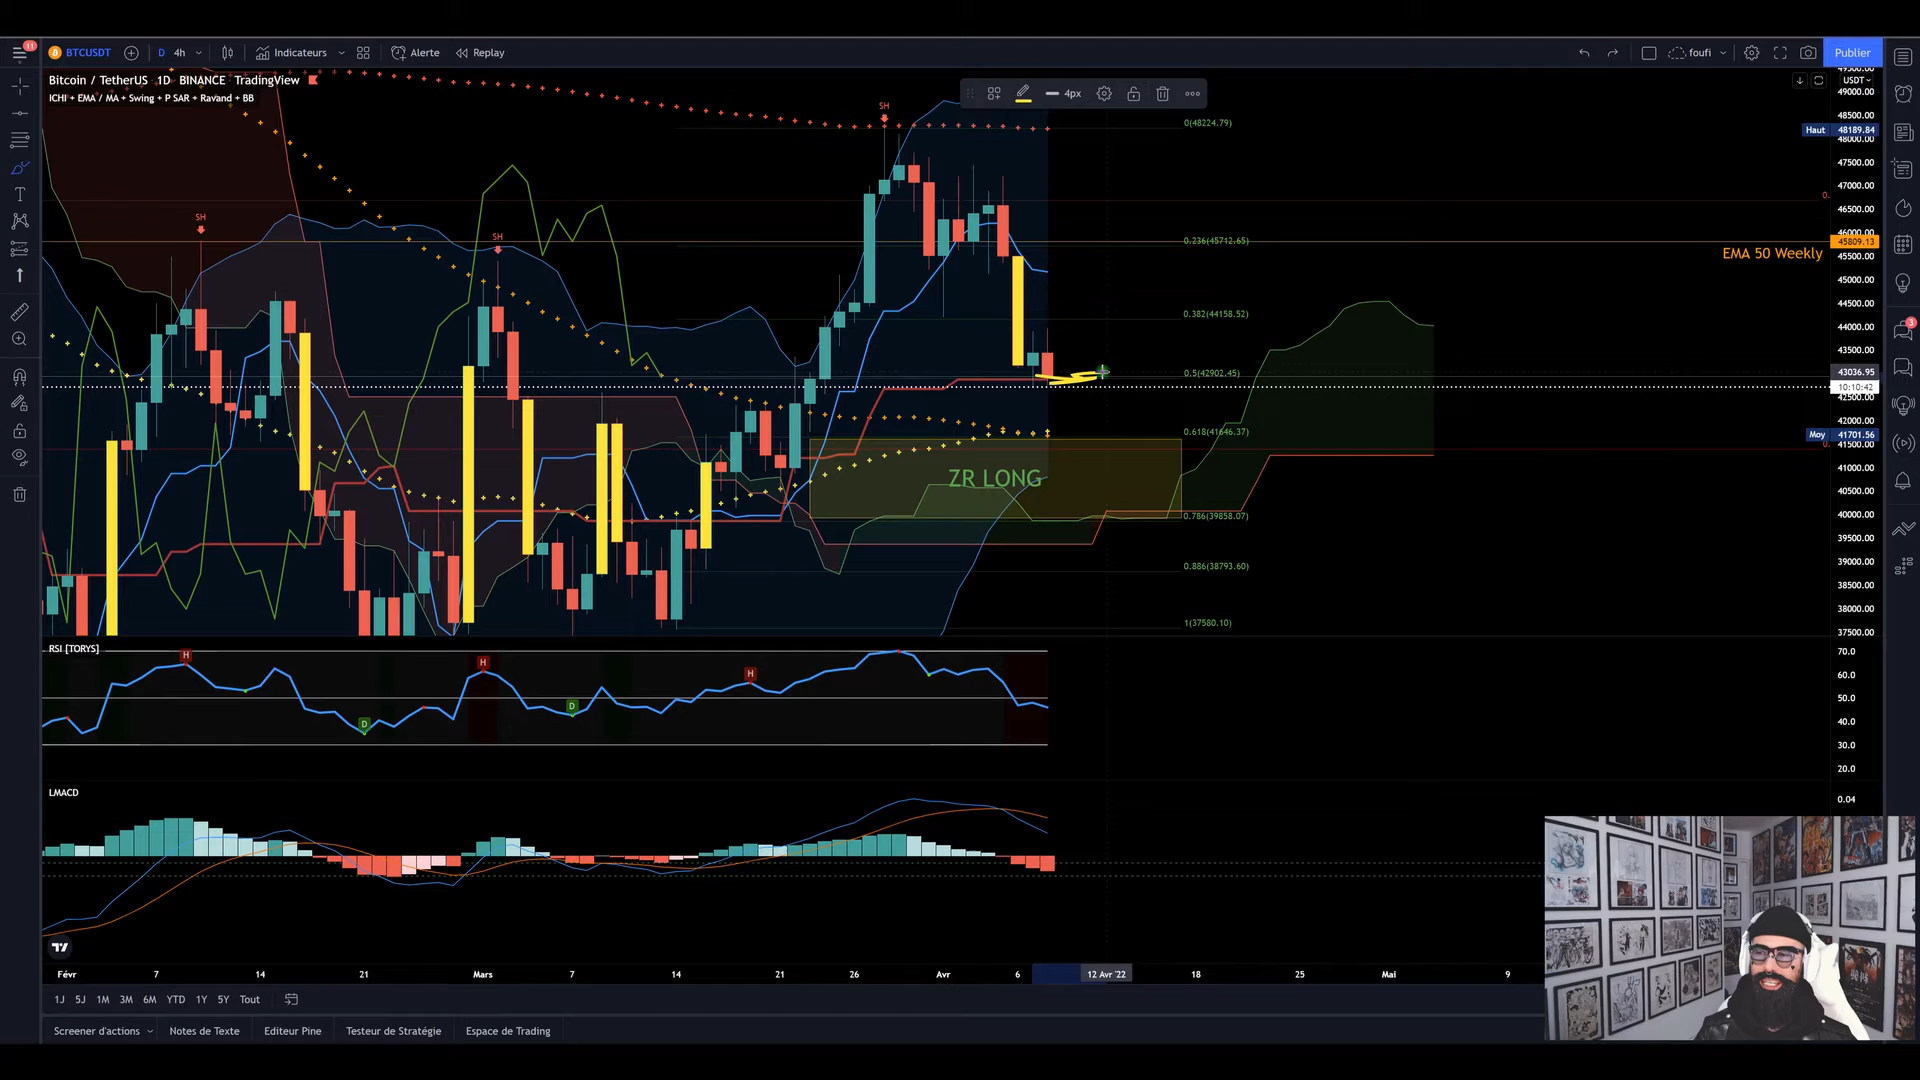 11
BTCUSDT
D
4h
Indicateurs
Alerte
Replay
foufi
Publier
Bitcoin / TetherUS 1D BINANCE TradingView
ICHI + EMA / MA + Swing + P SAR + Ravand + BB
4px
USDT
49500.00
49000.00
48500.00
Haut 48189.84
48000.00
47500.00
47000.00
46500.00
46000.00
45809.13
45500.00
45000.00
44500.00
44000.00
43500.00
43036.95
10:10:42
42500.00
42000.00
Moy 41701.56
41000.00
40500.00
40000.00
39500.00
39000.00
38500.00
38000.00
37500.00
3
SH
SH
SH
0(48224.79)
0.
0.236(45712.65)
EMA 50 Weekly
0.382(44158.52)
0.5(42902.45)
0.618(41646.37)
0.
ZR LONG
0.786(39858.07)
0.886(38793.60)
1(37580.10)
RSI [TORYS]
H
H
H
D
D
70.0
60.0
50.0
40.0
30.0
20.0
LMACD
0.04
Févr
7
14
21
Mars
7
14
21
26
Avr
6
12 Avr '22
18
25
Mai
9
1J
5J
1M
3M
6M
YTD
1Y
5Y
Tout
Screener d'actions
Notes de Texte
Editeur Pine
Testeur de Stratégie
Espace de Trading